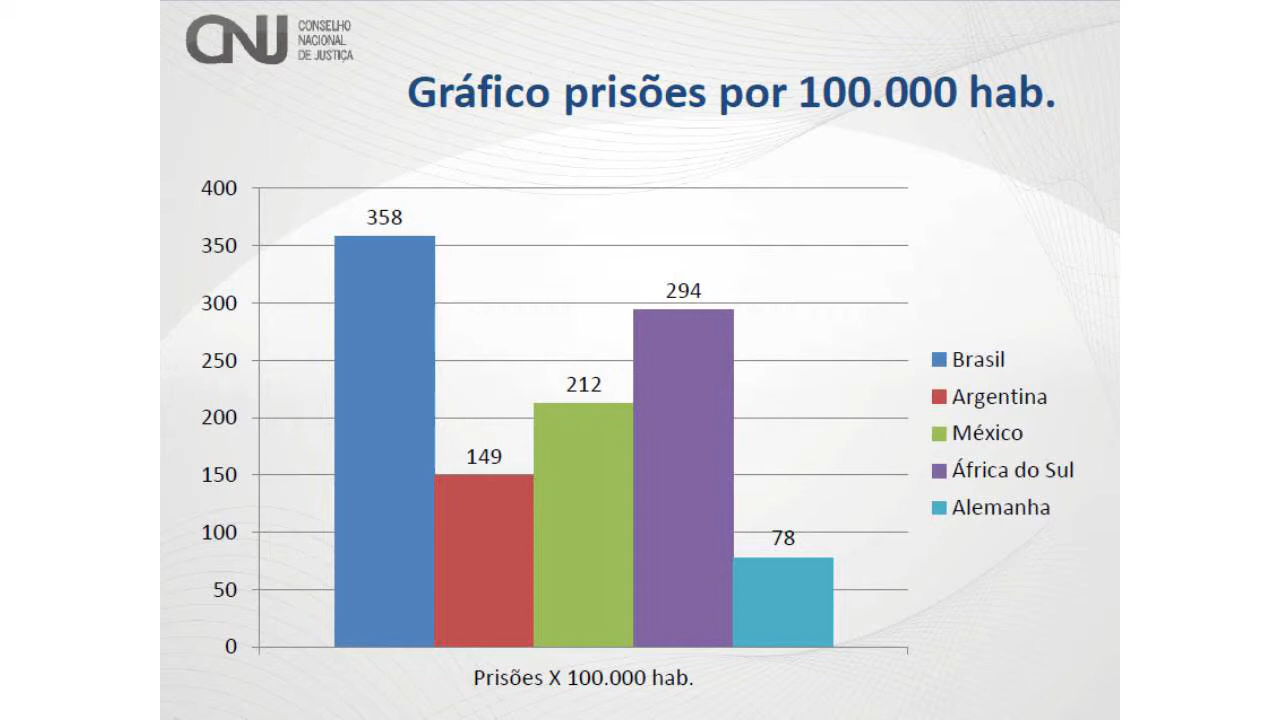 CNJ
CONSELHO
NACIONAL
DE JUSTIÇA
Gráfico prisões por 100.000 hab.
400
350
300
250
200
150
100
50
0
358
149
212
294
78
Prisões X 100.000 hab.
Brasil
Argentina
México
África do Sul
Alemanha